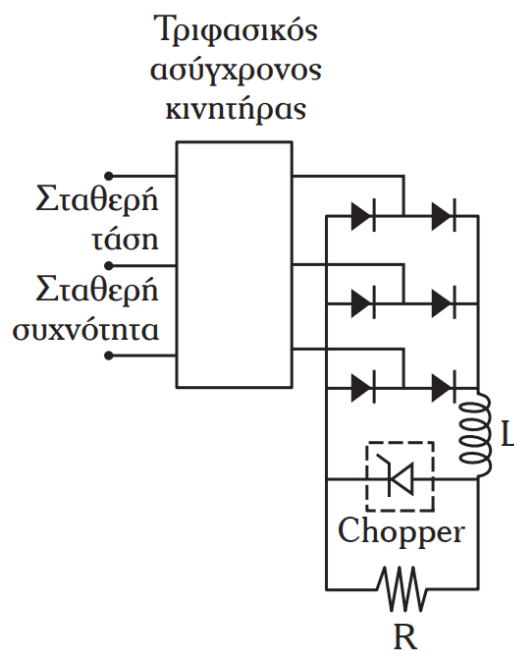 Τριφασικός
ασύγχρονος
κινητήρας
Σταθερή
τάση
Σταθερή
συχνότητα
L
Chopper
R